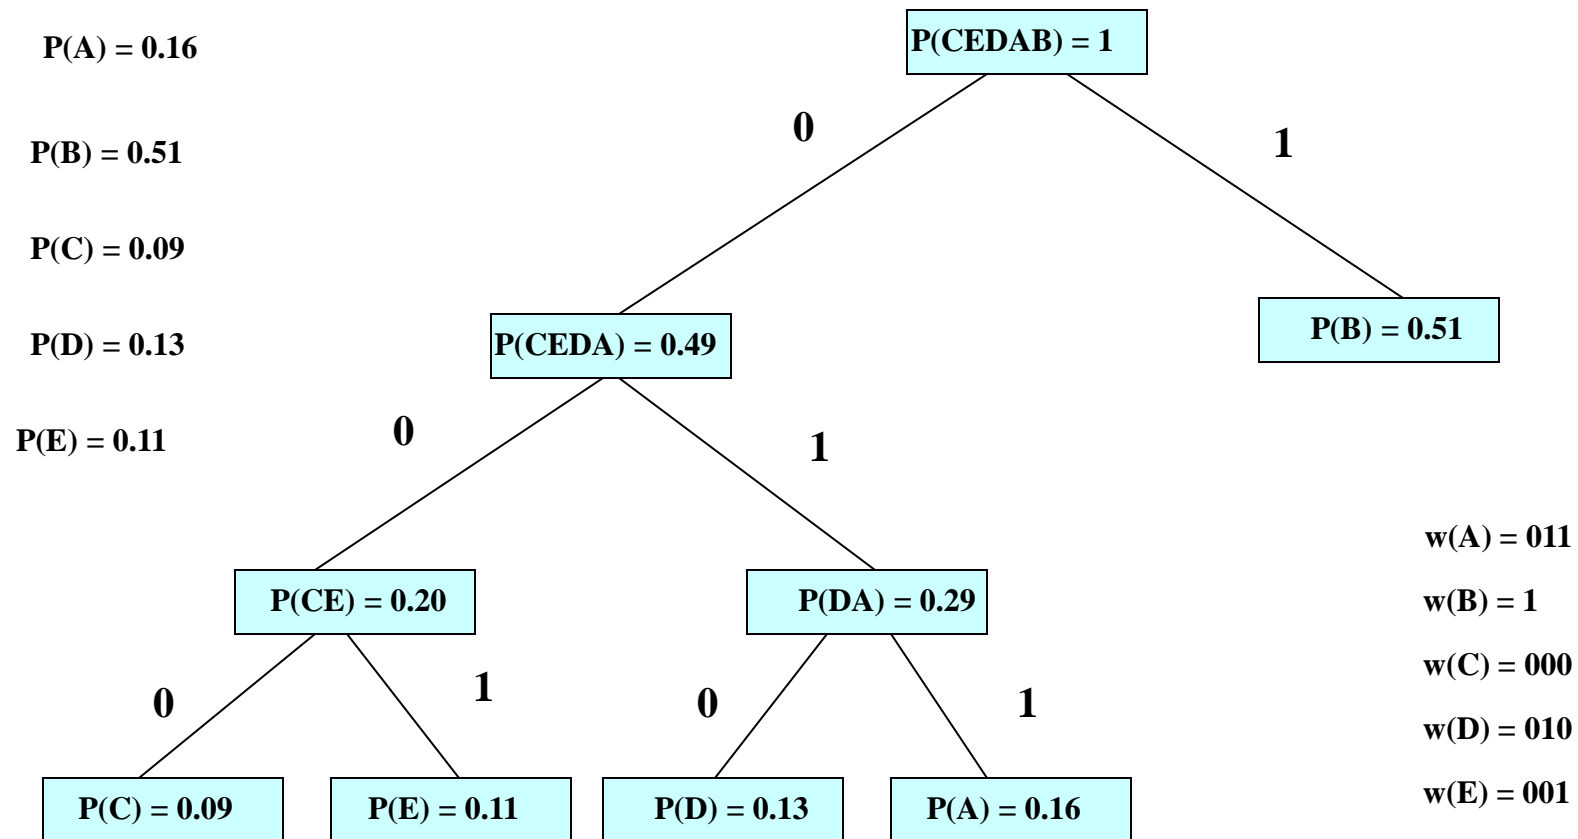 P(A) = 0.16
P(B) = 0.51
P(C) = 0.09
P(D) = 0.13
P(E) = 0.11
P(CEDAB) = 1
0
1
P(CEDA) = 0.49
P(B) = 0.51
0
1
P(CE) = 0.20
P(DA) = 0.29
0
1
0
1
P(C) = 0.09
P(E) = 0.11
P(D) = 0.13
P(A) = 0.16
w(A) = 011
w(B) = 1
w(C) = 000
w(D) = 010
w(E) = 001